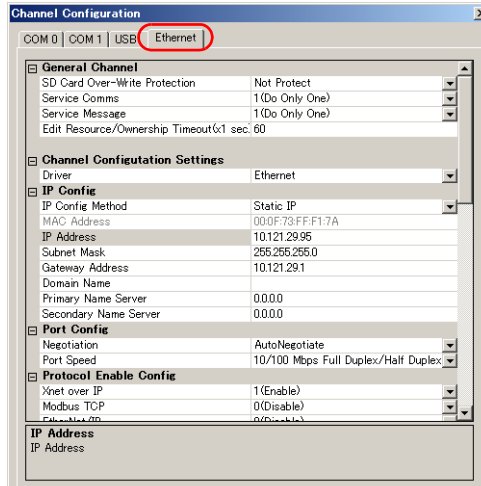 Channel Configuration
COM 0 COM 1 USB Ethernet
General Channel
SD Card Over-Write Protection Not Protect
Service Comms 1(Do Only One)
Service Message 1(Do Only One)
Edit Resource/Ownership Timeout(x1 sec. 60
Channel Configutation Settings
Driver Ethernet
IP Config
IP Config Method Static IP
MAC Address 00:0F:73:FF:F1:7A
IP Address 10.121.29.95
Subnet Mask 255.255.255.0
Gateway Address 10.121.29.1
Domain Name
Primary Name Server 0.0.0.0
Secondary Name Server 0.0.0.0
Port Config
Negotiation AutoNegotiate
Port Speed 10/100 Mbps Full Duplex/Half Duplex
Protocol Enable Config
Xnet over IP 1(Enable)
Modbus TCP 0(Disable)
EtherNet/IP 0(Disable)
IP Address
IP Address